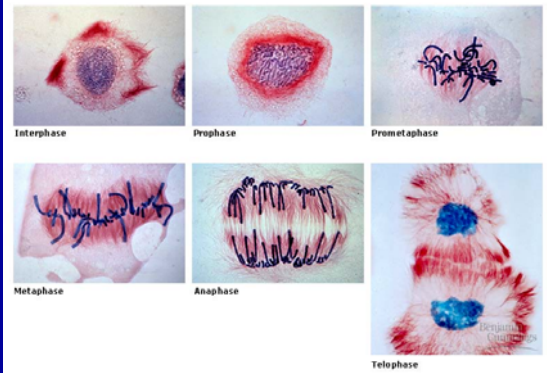 Interphase
Prophase
Prometaphase
Metaphase
Anaphase
Benjamin
Cummings
Telophase